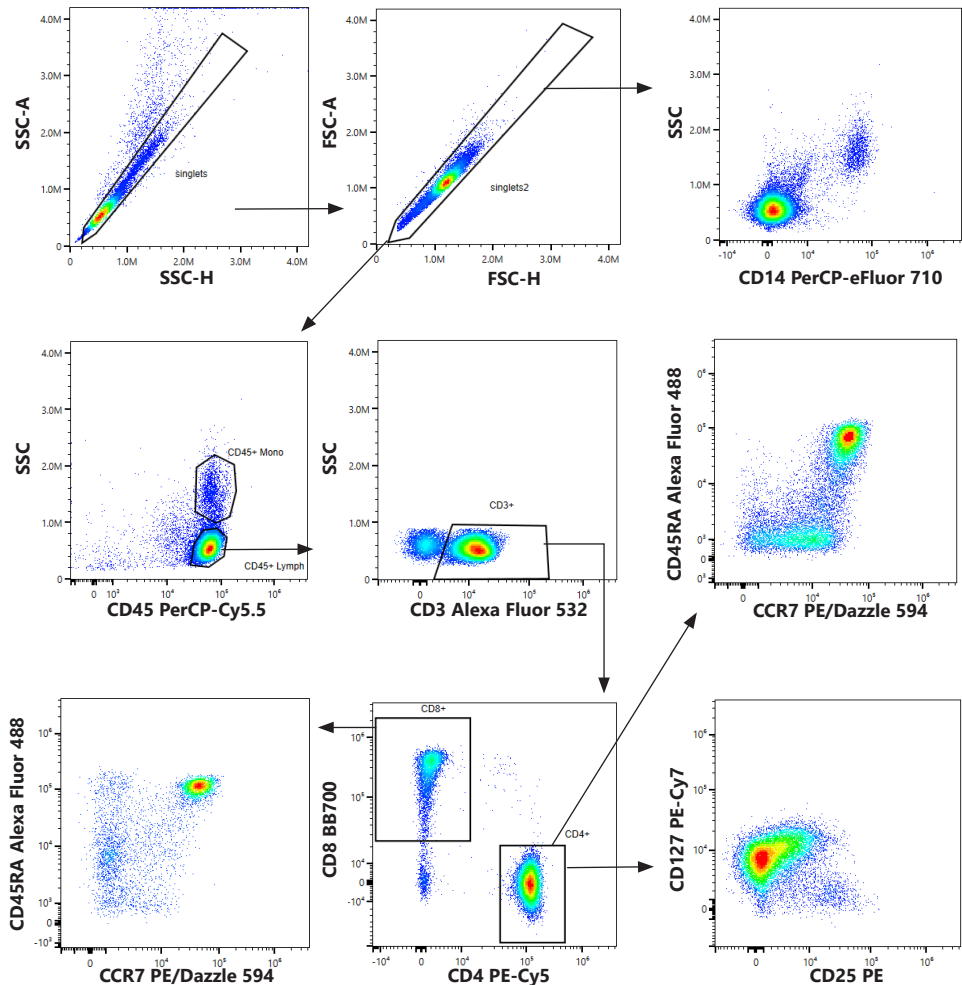 4.0M
3.0M
2.0M
1.0M
0
SSC-A
singlets
0
1.0M
2.0M
3.0M
4.0M
SSC-H
4.0M
3.0M
2.0M
1.0M
0
FSC-A
singlets2
0
1.0M
2.0M
3.0M
4.0M
FSC-H
4.0M
3.0M
2.0M
1.0M
0
SSC
-10⁴
0
10⁴
10⁵
10⁶
CD14 PerCP-eFluor 710
4.0M
3.0M
2.0M
1.0M
0
SSC
CD45+ Mono
CD45+ Lymph
0
10³
10⁴
10⁵
10⁶
CD45 PerCP-Cy5.5
4.0M
3.0M
2.0M
1.0M
0
SSC
CD3+
0
10⁴
10⁵
10⁶
CD3 Alexa Fluor 532
0⁶
0⁵
0⁴
0³
0
0³
CD45RA Alexa Fluor 488
0
10⁴
10⁵
10⁶
CCR7 PE/Dazzle 594
10⁶
10⁵
10⁴
10³
0
-10³
CD45RA Alexa Fluor 488
0
10⁴
10⁵
10⁶
CCR7 PE/Dazzle 594
10⁶
10⁵
10⁴
0
-10⁴
CD8 BB700
CD8+
CD4+
-10⁴
0
10⁴
10⁵
10⁶
CD4 PE-Cy5
10⁶
10⁵
10⁴
0
CD127 PE-Cy7
0
10⁴
10⁵
10⁶
CD25 PE